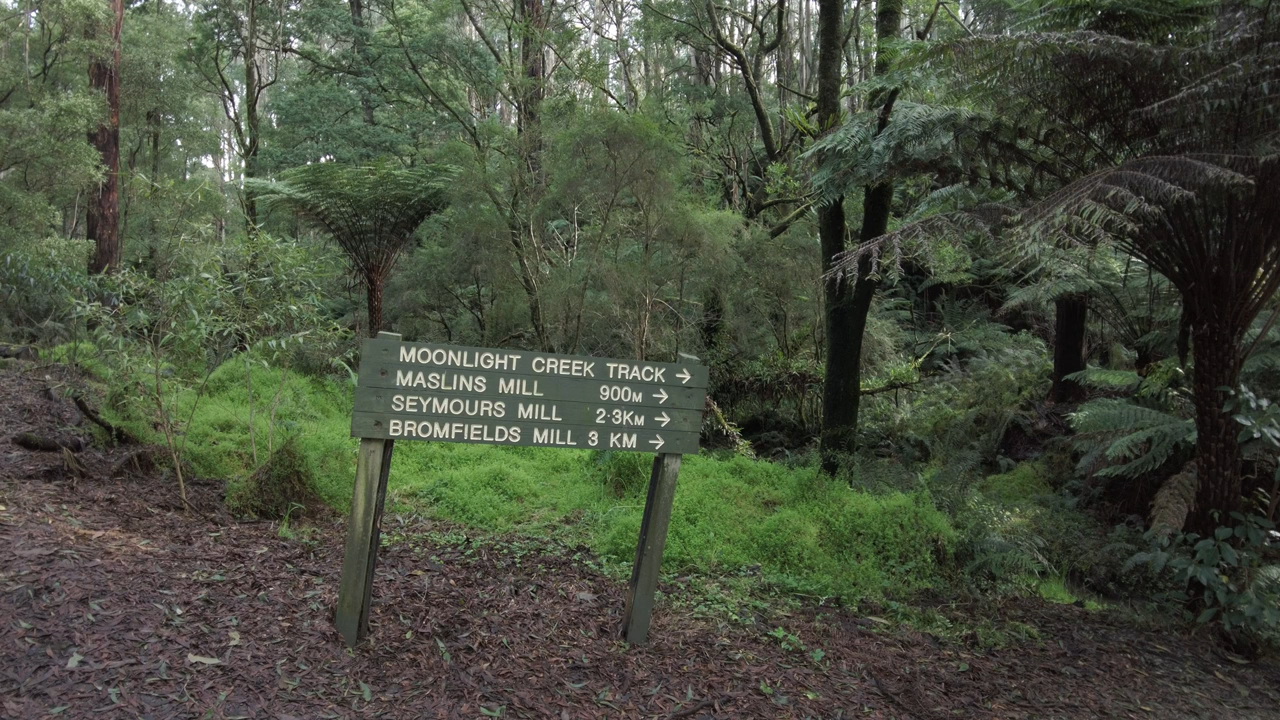 MOONLIGHT CREEK TRACK →
MASLINS MILL 900M →
SEYMOURS MILL 2·3KM →
BROMFIELDS MILL 3 KM →